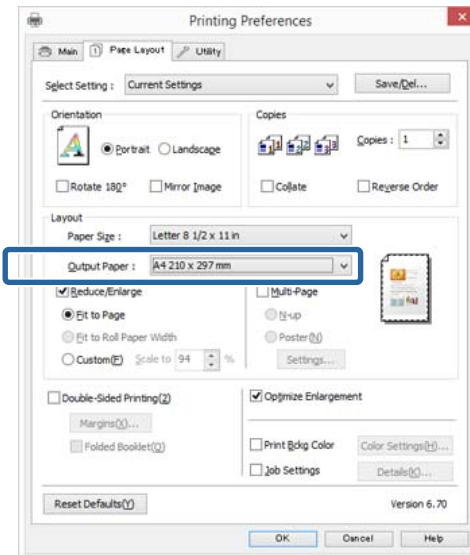 Printing Preferences
Main Page Layout Utility
Select Setting : Current Settings Save/Del...
Orientation Copies
Portrait Landscape Copies : 1
Rotate 180° Mirror Image Collate Reverse Order
Layout
Paper Size : Letter 8 1/2 x 11 in
Output Paper : A4 210 x 297 mm
Reduce/Enlarge Multi-Page
Fit to Page N-up
Fit to Roll Paper Width Poster(N)
Custom(F) Scale to 94 % Settings...
Double-Sided Printing(2) Optimize Enlargement
Margins(X)...
Folded Booklet(Q) Print Bckg Color Color Settings(H)...
Job Settings Details(K)...
Reset Defaults(Y) Version 6.70
OK Cancel Help